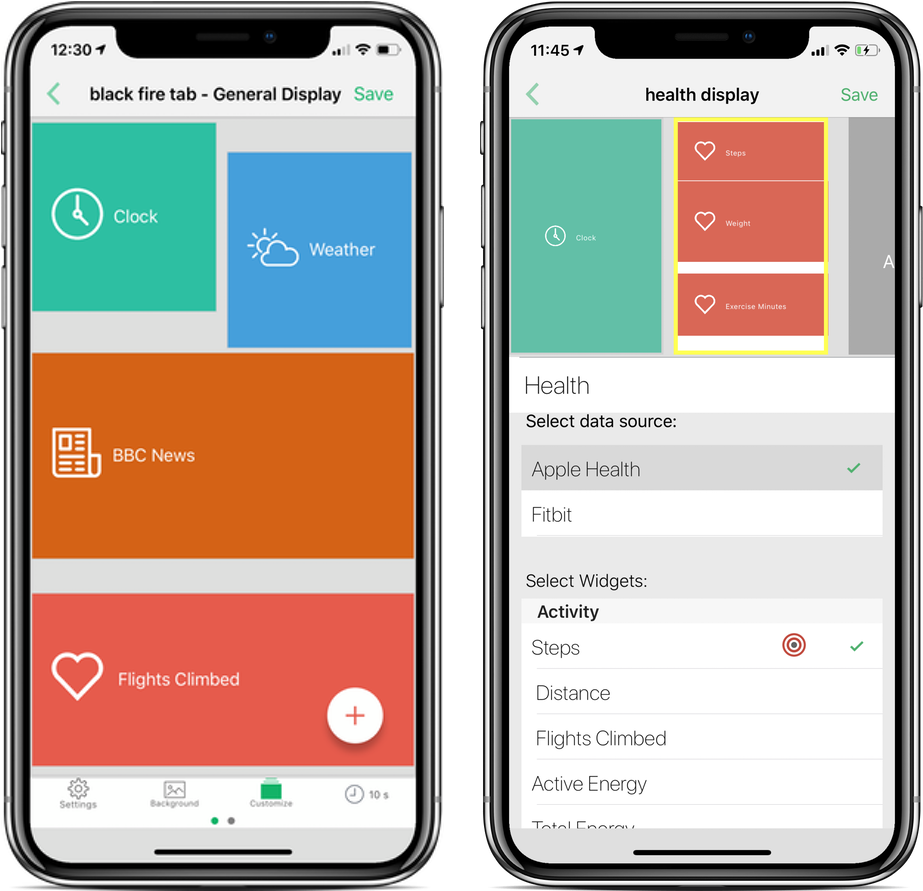 12:30
black fire tab - General Display Save
Clock
Weather
BBC News
Flights Climbed
+
Settings Background Customize 10 s
11:45
health display Save
Clock
Steps
Weight
Exercise Minutes
A
Health
Select data source:
Apple Health
Fitbit
Select Widgets:
Activity
Steps
Distance
Flights Climbed
Active Energy
Total Energy